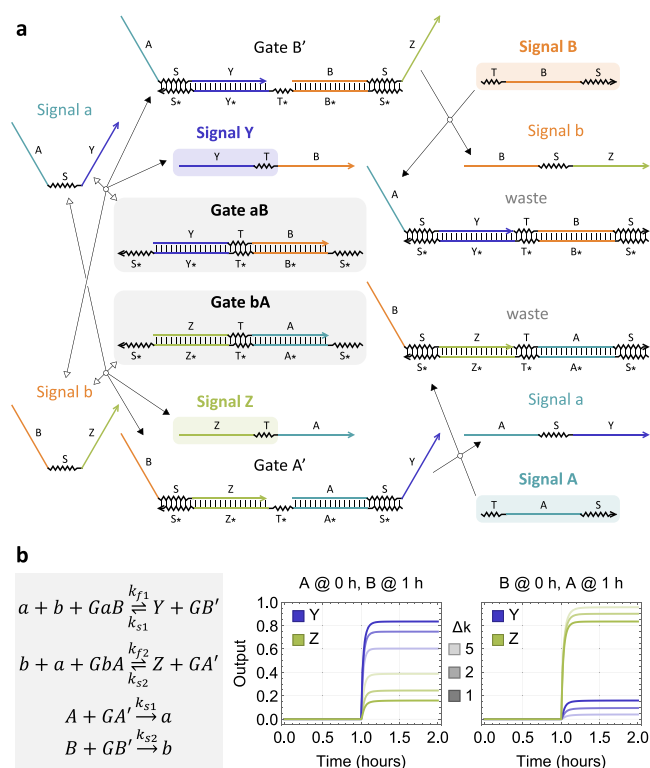 a
A
S
Y
Gate B’
B
S
Z
S*
Y*
T*
B*
S*
Signal B
T
B
S
Signal a
A
Y
S
Signal Y
Y
T
B
Signal b
B
S
Z
Gate aB
Y
T
B
S*
Y*
T*
B*
S*
A
waste
S
Y
T
B
S
S*
Y*
T*
B*
S*
Gate bA
Z
T
A
S*
Z*
T*
A*
S*
B
waste
S
Z
T
A
S
S*
Z*
T*
A*
S*
Signal b
B
Z
S
Signal Z
Z
T
A
Signal a
A
S
Y
B
Gate A’
Y
S
Z
A
S
S*
Z*
T*
A*
S*
Signal A
T
A
S
b
a + b + GaB ⇌ Y + GB′
k_f1
k_s1
b + a + GbA ⇌ Z + GA′
k_f2
k_s2
A + GA′ →k_s1 a
B + GB′ →k_s2 b
A @ 0 h, B @ 1 h
B @ 0 h, A @ 1 h
Output
1.0
0.8
0.6
0.4
0.2
0.0
Y
Z
Δk
5
2
1
Y
Z
0.0 0.5 1.0 1.5 2.0
0.0 0.5 1.0 1.5 2.0
Time (hours)
Time (hours)